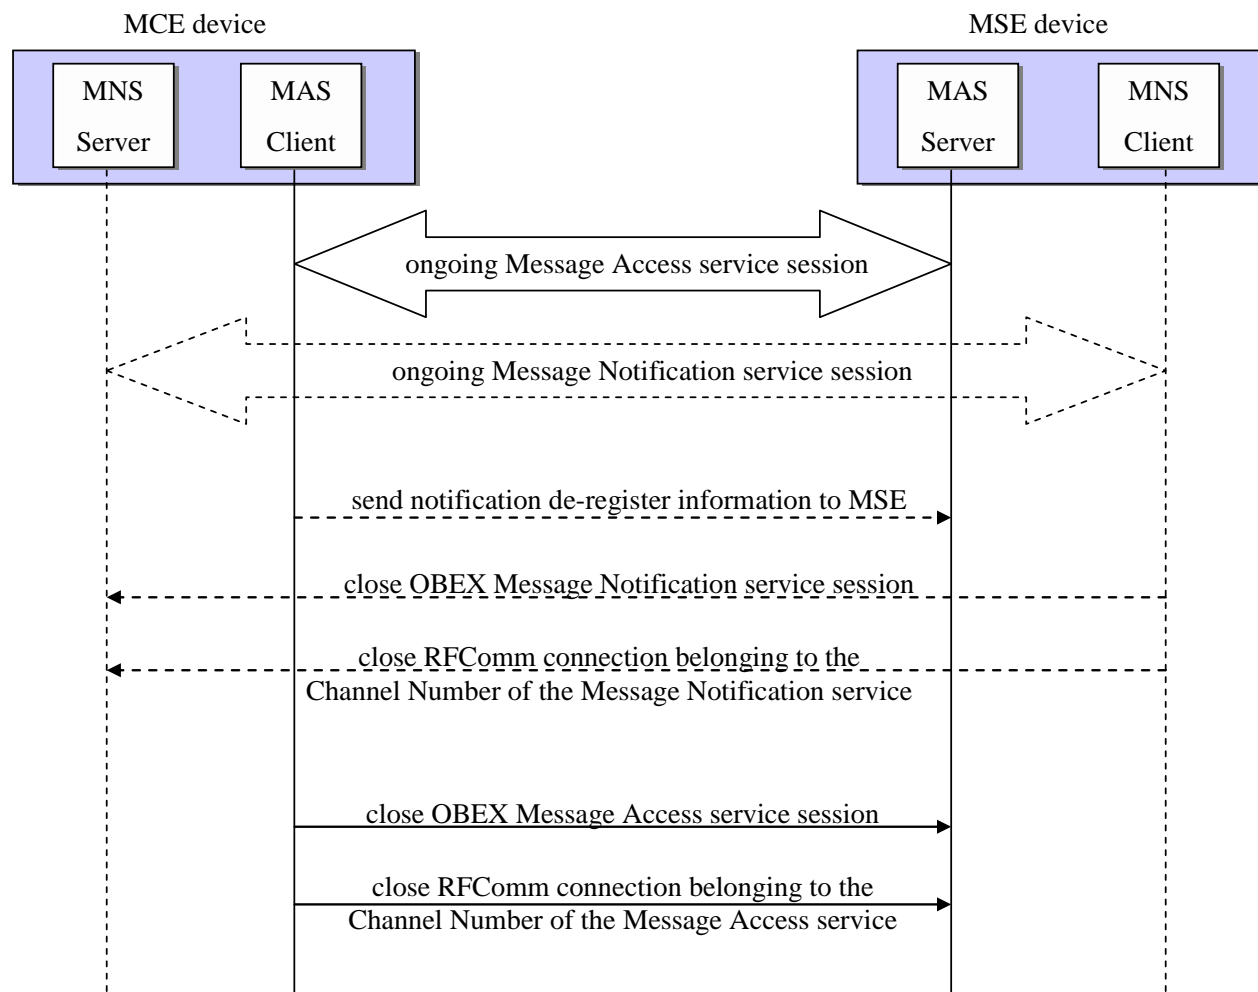 MCE device
MSE device
MNS
Server
MAS
Client
MAS
Server
MNS
Client
ongoing Message Access service session
ongoing Message Notification service session
send notification de-register information to MSE
close OBEX Message Notification service session
close RFComm connection belonging to the
Channel Number of the Message Notification service
close OBEX Message Access service session
close RFComm connection belonging to the
Channel Number of the Message Access service